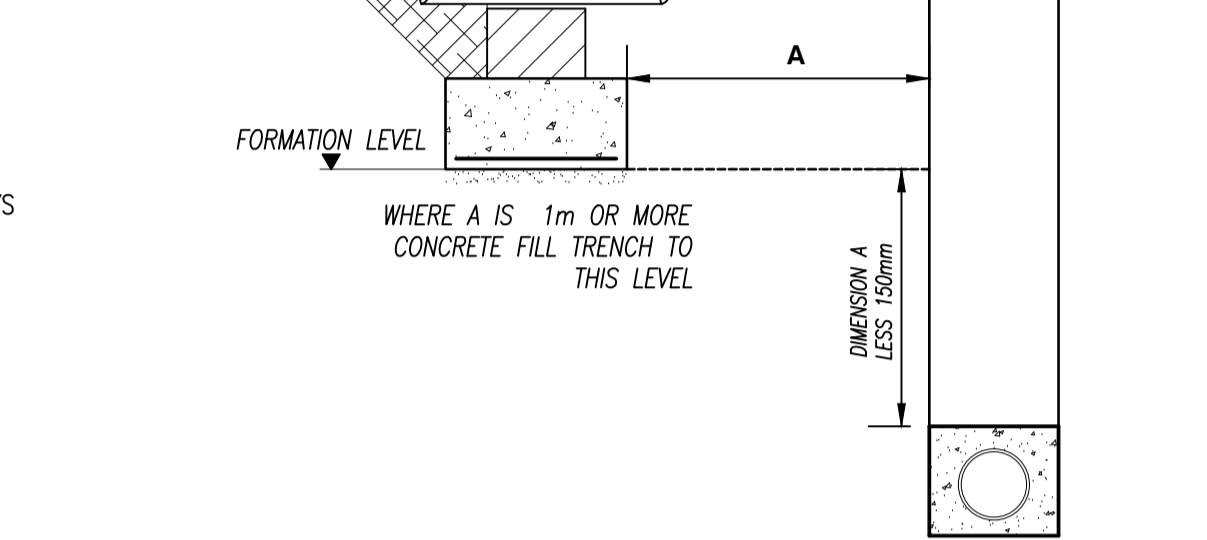 A
FORMATION LEVEL
WHERE A IS 1m OR MORE
CONCRETE FILL TRENCH TO
THIS LEVEL
DIMENSION A
LESS 150mm